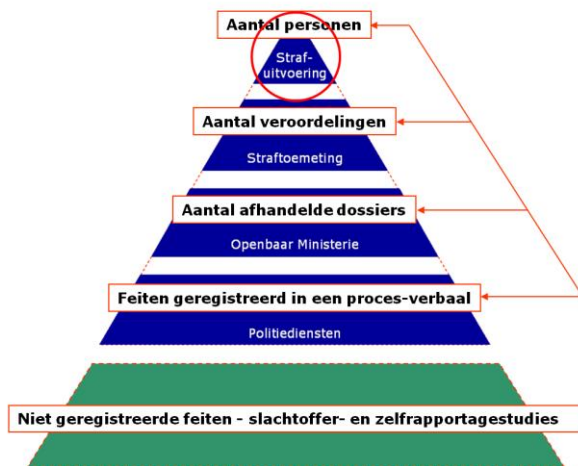 Aantal personen
Straf-
uitvoering
Aantal veroordelingen
Straftoemeting
Aantal afhandelde dossiers
Openbaar Ministerie
Feiten geregistreerd in een proces-verbaal
Politiediensten
Niet geregistreerde feiten - slachtoffer- en zelfrapportagestudies